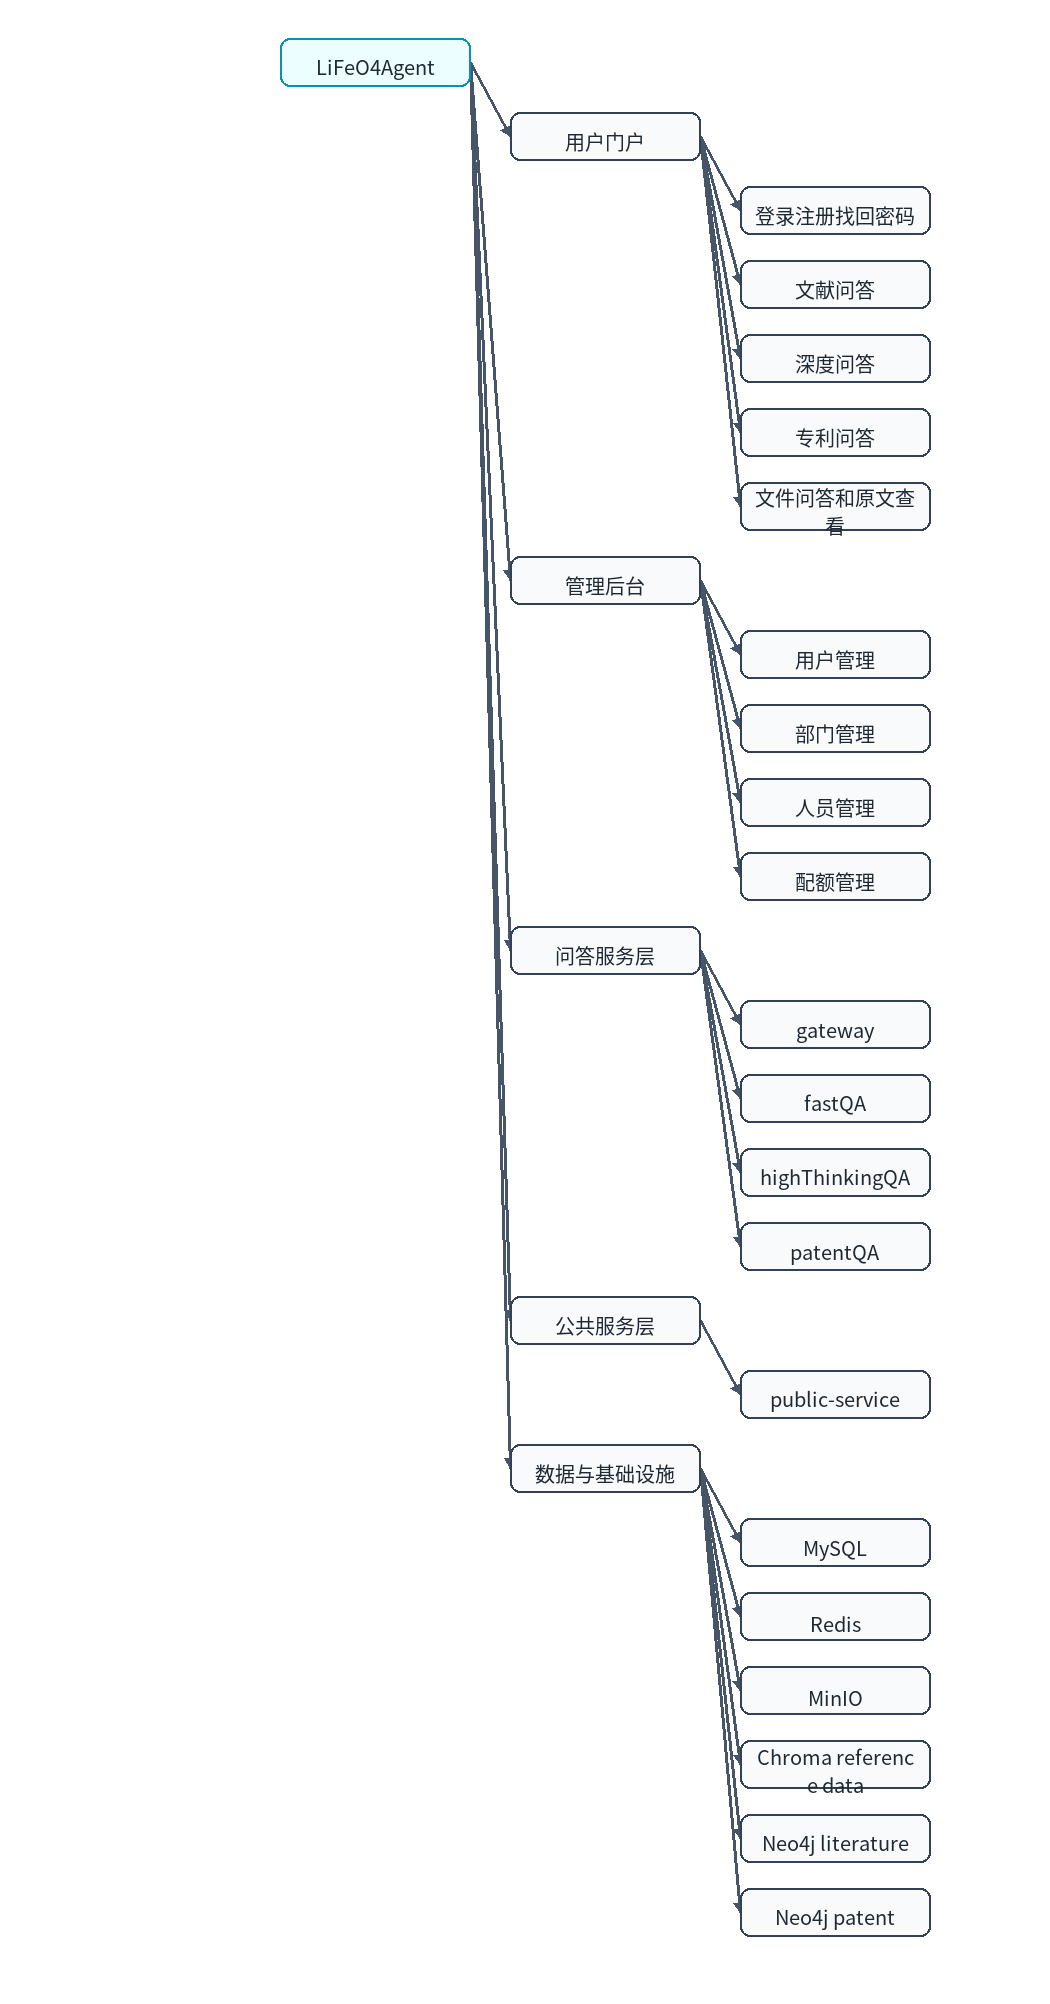 LiFeO4Agent
用户门户
登录注册找回密码
文献问答
深度问答
专利问答
文件问答和原文查
看
管理后台
用户管理
部门管理
人员管理
配额管理
问答服务层
gateway
fastQA
highThinkingQA
patentQA
公共服务层
public-service
数据与基础设施
MySQL
Redis
MinIO
Chroma referenc
e data
Neo4j literature
Neo4j patent